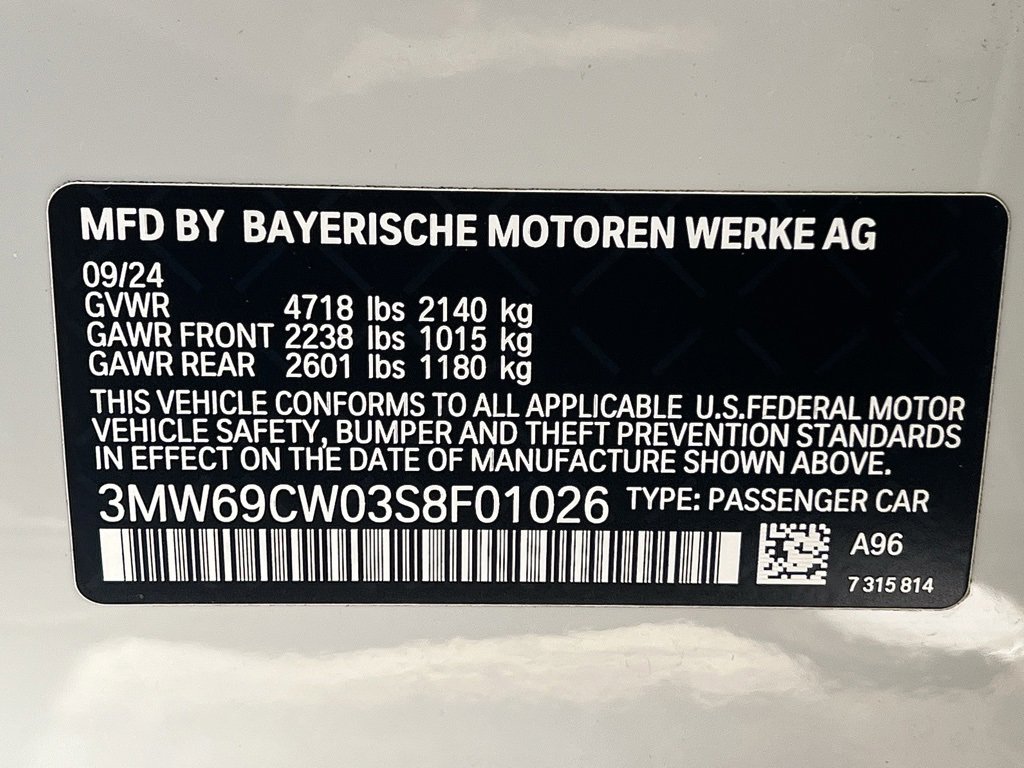 MFD BY BAYERISCHE MOTOREN WERKE AG
09/24
GVWR 4718 lbs 2140 kg
GAWR FRONT 2238 lbs 1015 kg
GAWR REAR 2601 lbs 1180 kg
THIS VEHICLE CONFORMS TO ALL APPLICABLE U.S.FEDERAL MOTOR
VEHICLE SAFETY, BUMPER AND THEFT PREVENTION STANDARDS
IN EFFECT ON THE DATE OF MANUFACTURE SHOWN ABOVE.
3MW69CW03S8F01026 TYPE: PASSENGER CAR
A96
7 315 814